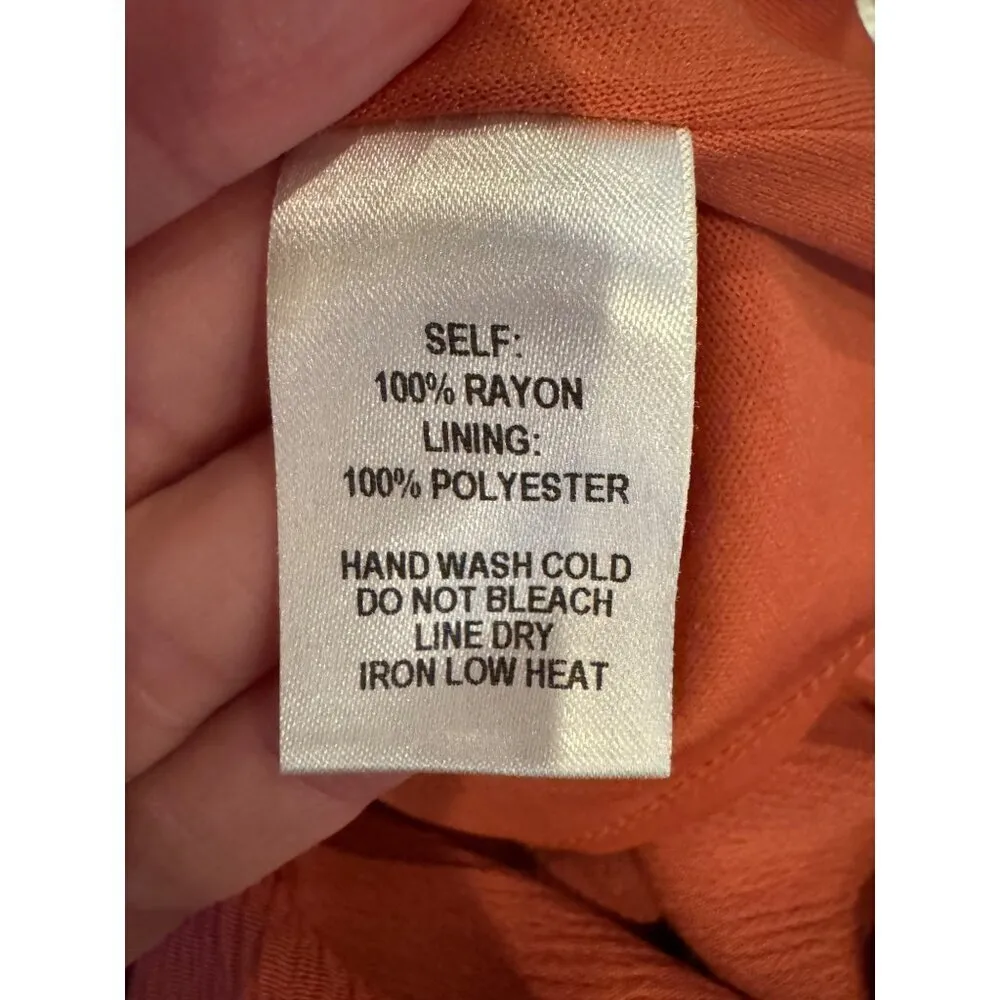 SELF:
100% RAYON
LINING:
100% POLYESTER
HAND WASH COLD
DO NOT BLEACH
LINE DRY
IRON LOW HEAT